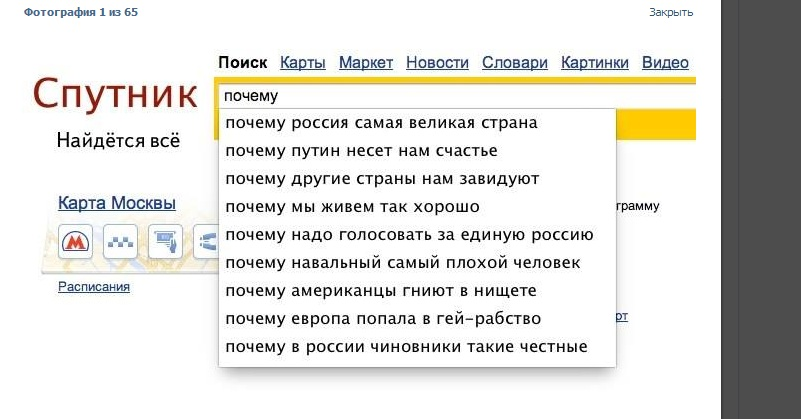 Фотография 1 из 65
Закрыть
Поиск Карты Маркет Новости Словари Картинки Видео
Спутник
почему
Найдётся всё
почему россия самая великая страна
почему путин несет нам счастье
почему другие страны нам завидуют
почему мы живем так хорошо
почему надо голосовать за единую россию
почему навальный самый плохой человек
почему американцы гниют в нищете
почему европа попала в гей-рабство
почему в россии чиновники такие честные
Карта Москвы
грамму
М
Расписания
рт